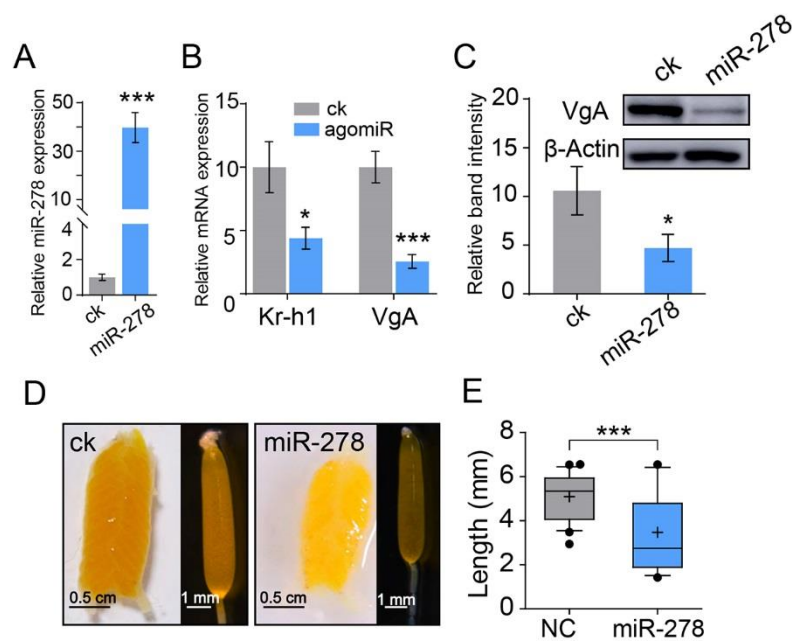 A
Relative miR-278 expression
50
40
30
20
10
4
2
1
0
***
ck
miR-278
B
Relative mRNA expression
15
10
5
0
ck
agomiR
*
***
Kr-h1
VgA
C
Relative band intensity
20
15
10
5
0
ck
miR-278
VgA
β-Actin
*
ck
miR-278
D
ck
0.5 cm
1 mm
miR-278
0.5 cm
1 mm
E
Length (mm)
8
6
4
2
0
***
NC
miR-278